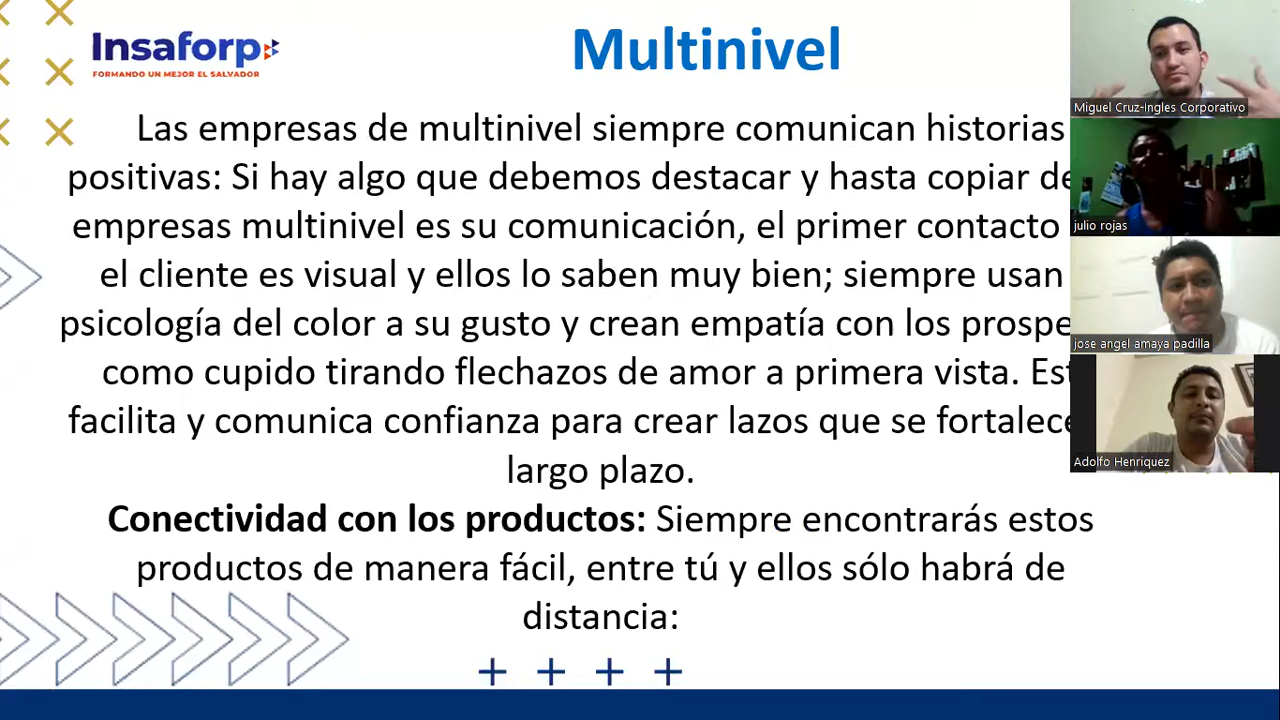 Insaforp
FORMANDO UN MEJOR EL SALVADOR
Multinivel
Las empresas de multinivel siempre comunican historias
positivas: Si hay algo que debemos destacar y hasta copiar de
empresas multinivel es su comunicación, el primer contacto
el cliente es visual y ellos lo saben muy bien; siempre usan
psicología del color a su gusto y crean empatía con los
como cupido tirando flechazos de amor a primera vista.
facilita y comunica confianza para crear lazos que se
largo plazo.
Conectividad con los productos: Siempre encontrarás estos
productos de manera fácil, entre tú y ellos sólo habrá de
distancia:
Miguel Cruz-Ingles Corporativo
julio rojas
jose angel amaya padilla
Adolfo Henriquez